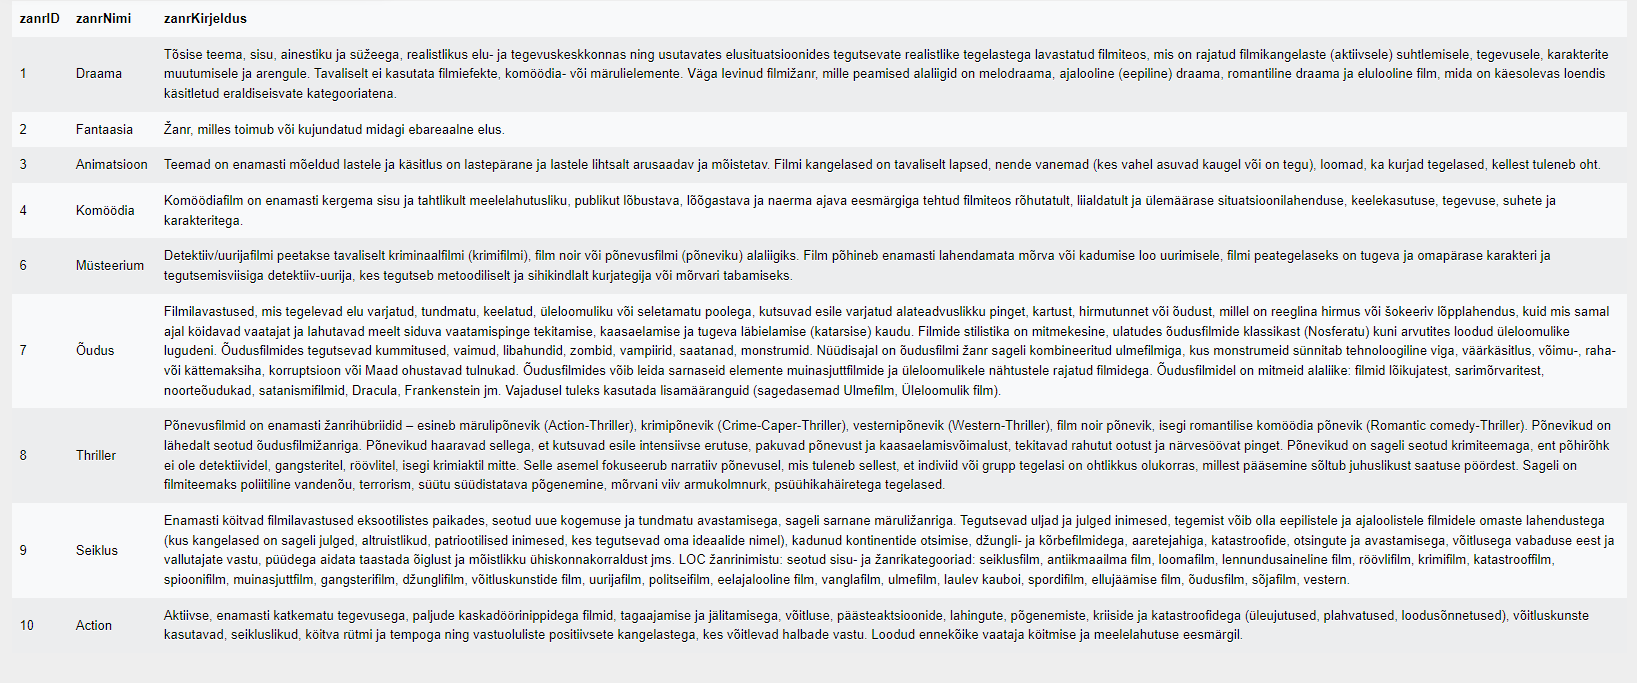 zanrID zanrNimi zanrKirjeldus
Tõsise teema, sisu, ainestiku ja süžeega, realistlikus elu- ja tegevuskeskkonnas ning usutavates elusituatsioonides tegutsevate realistlike tegelastega lavastatud filmiteos, mis on rajatud filmikangelaste (aktiivsele) suhtlemisele, tegevusele, karakterite
1 Draama muutumisele ja arengule. Tavaliselt ei kasutata filmiefekte, komöödia- või märulielemente. Väga levinud filmižanr, mille peamised alaliigid on melodraama, ajalooline (eepiline) draama, romantiline draama ja elulooline film, mida on käesolevas loendis
käsitletud eraldiseisvate kategooriatena.
2 Fantaasia Žanr, milles toimub või kujundatud midagi ebareaalne elus.
3 Animatsioon Teemad on enamasti mõeldud lastele ja käsitlus on lastepärane ja lastele lihtsalt arusaadav ja mõistetav. Filmi kangelased on tavaliselt lapsed, nende vanemad (kes vahel asuvad kaugel või on tegu), loomad, ka kurjad tegelased, kellest tuleneb oht.
Komöödiafilm on enamasti kergema sisu ja tahtlikult meelelahutusliku, publikut lõbustava, lõõgastava ja naerma ajava eesmärgiga tehtud filmiteos rõhutatult, liialdatult ja ülemäärase situatsioonilahenduse, keelekasutuse, tegevuse, suhete ja
4 Komöödia
karakteritega.
Detektiiv/uurijafilmi peetakse tavaliselt kriminaalfilmi (krimifilmi), film noir või põnevusfilmi (põneviku) alaliigiks. Film põhineb enamasti lahendamata mõrva või kadumise loo uurimisele, filmi peategelaseks on tugeva ja omapärase karakteri ja
6 Müsteerium
tegutsemisviisiga detektiiv-uurija, kes tegutseb metoodiliselt ja sihikindlalt kurjategija või mõrvari tabamiseks.
Filmilavastused, mis tegelevad elu varjatud, tundmatu, keelatud, üleloomuliku või seletamatu poolega, kutsuvad esile varjatud alateadvuslikku pinget, kartust, hirmutunnet või õudust, millel on reeglina hirmus või šokeeriv lõpplahendus, kuid mis samal
ajal köidavad vaatajat ja lahutavad meelt siduva vaatamispinge tekitamise, kaasaelamise ja tugeva läbielamise (katarsise) kaudu. Filmide stilistika on mitmekesine, ulatudes õudusfilmide klassikast (Nosferatu) kuni arvutites loodud üleloomulike
7 Õudus lugudeni. Õudusfilmides tegutsevad kummitused, vaimud, libahundid, zombid, vampiirid, saatanad, monstrumid. Nüüdisajal on õudusfilmi žanr sageli kombineeritud ulmefilmiga, kus monstrumeid sünnitab tehnoloogiline viga, väärkäsitlus, võimu-, raha-
või kättemaksiha, korruptsioon või Maad ohustavad tulnukad. Õudusfilmides võib leida sarnaseid elemente muinasjuttfilmide ja üleloomulikele nähtustele rajatud filmidega. Õudusfilmidel on mitmeid alaliike: filmid lõikujatest, sarimõrvaritest,
noorteõudukad, satanismifilmid, Dracula, Frankenstein jm. Vajadusel tuleks kasutada lisamääranguid (sagedasemad Ulmefilm, Üleloomulik film).
Põnevusfilmid on enamasti žanrihübriidid – esineb märulipõnevik (Action-Thriller), krimipõnevik (Crime-Caper-Thriller), vesternipõnevik (Western-Thriller), film noir põnevik, isegi romantilise komöödia põnevik (Romantic comedy-Thriller). Põnevikud on
lähedalt seotud õudusfilmižanriga. Põnevikud haaravad sellega, et kutsuvad esile intensiivse erutuse, pakuvad põnevust ja kaasaelamisvõimalust, tekitavad rahutut ootust ja närvesöövat pinget. Põnevikud on sageli seotud krimiteemaga, ent põhirõhk
8 Thriller ei ole detektiividel, gangsteritel, röövlitel, isegi krimiaktil mitte. Selle asemel fokuseerub narratiiv põnevusel, mis tuleneb sellest, et indiviid või grupp tegelasi on ohtlikkus olukorras, millest pääsemine sõltub juhuslikust saatuse pöördest. Sageli on
filmiteemaks poliitiline vandenõu, terrorism, süütu süüdistatava põgenemine, mõrvani viiv armukolmnurk, psüühikahäiretega tegelased.
Enamasti köitvad filmilavastused eksootilistes paikades, seotud uue kogemuse ja tundmatu avastamisega, sageli sarnane märuližanriga. Tegutsevad uljad ja julged inimesed, tegemist võib olla eepilistele ja ajaloolistele filmidele omaste lahendustega
(kus kangelased on sageli julged, altruistlikud, patriootilised inimesed, kes tegutsevad oma ideaalide nimel), kadunud kontinentide otsimise, džungli- ja kõrbefilmidega, aaretejahiga, katastroofide, otsingute ja avastamisega, võitlusega vabaduse eest ja
9 Seiklus vallutajate vastu, püüdega aidata taastada õiglust ja mõistlikku ühiskonnakorraldust jms. LOC žanrinimistu: seotud sisu- ja žanrikategooriad: seiklusfilm, antiikmaailma film, loomafilm, lennundusaineline film, röövlifilm, krimifilm, katastrooffilm,
spioonifilm, muinasjuttfilm, gangsterifilm, džunglifilm, võitluskunstide film, uurijafilm, politseifilm, eelajalooline film, vanglafilm, ulmefilm, laulev kauboi, spordifilm, ellujäämise film, õudusfilm, sõjafilm, vestern.
Aktiivse, enamasti katkematu tegevusega, paljude kaskadöörinippidega filmid, tagaajamise ja jälitamisega, võitluse, päästeaktsioonide, lahingute, põgenemiste, kriiside ja katastroofidega (üleujutused, plahvatused, loodusõnnetused), võitluskunste
10 Action
kasutavad, seikluslikud, köitva rütmi ja tempoga ning vastuoluliste positiivsete kangelastega, kes võitlevad halbade vastu. Loodud ennekõike vaataja köitmise ja meelelahutuse eesmärgil.